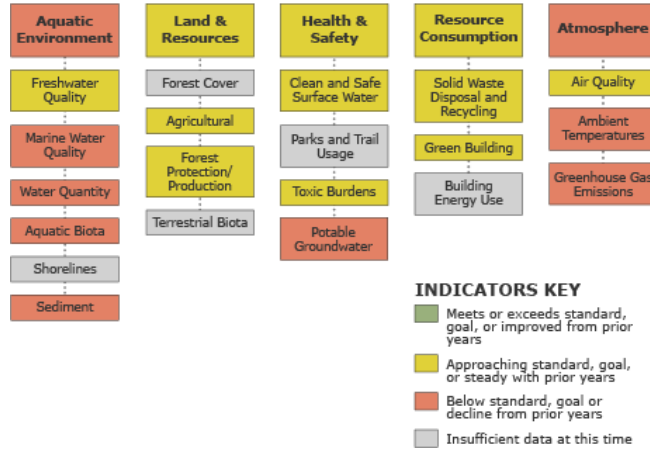 Aquatic
Environment
Freshwater
Quality
Marine Water
Quality
Water Quantity
Aquatic Biota
Shorelines
Sediment
Land &
Resources
Forest Cover
Agricultural
Forest
Protection/
Production
Terrestrial Biota
Health &
Safety
Clean and Safe
Surface Water
Parks and Trail
Usage
Toxic Burdens
Potable
Groundwater
Resource
Consumption
Solid Waste
Disposal and
Recycling
Green Building
Building
Energy Use
Atmosphere
Air Quality
Ambient
Temperatures
Greenhouse Gas
Emissions
INDICATORS KEY
Meets or exceeds standard,
goal, or improved from prior
years
Approaching standard, goal,
or steady with prior years
Below standard, goal or
decline from prior years
Insufficient data at this time